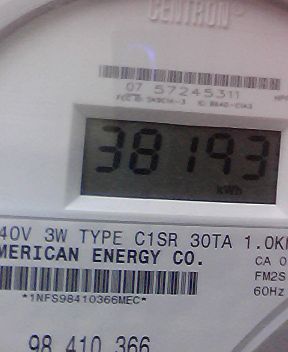 CENTRON®
07 57245311
38193
kWh
40V 3W TYPE C1SR 30TA 1.0K
MERICAN ENERGY CO.
CA 0
FM2S
60Hz
*1NFS98410366MEC*
98 410 366